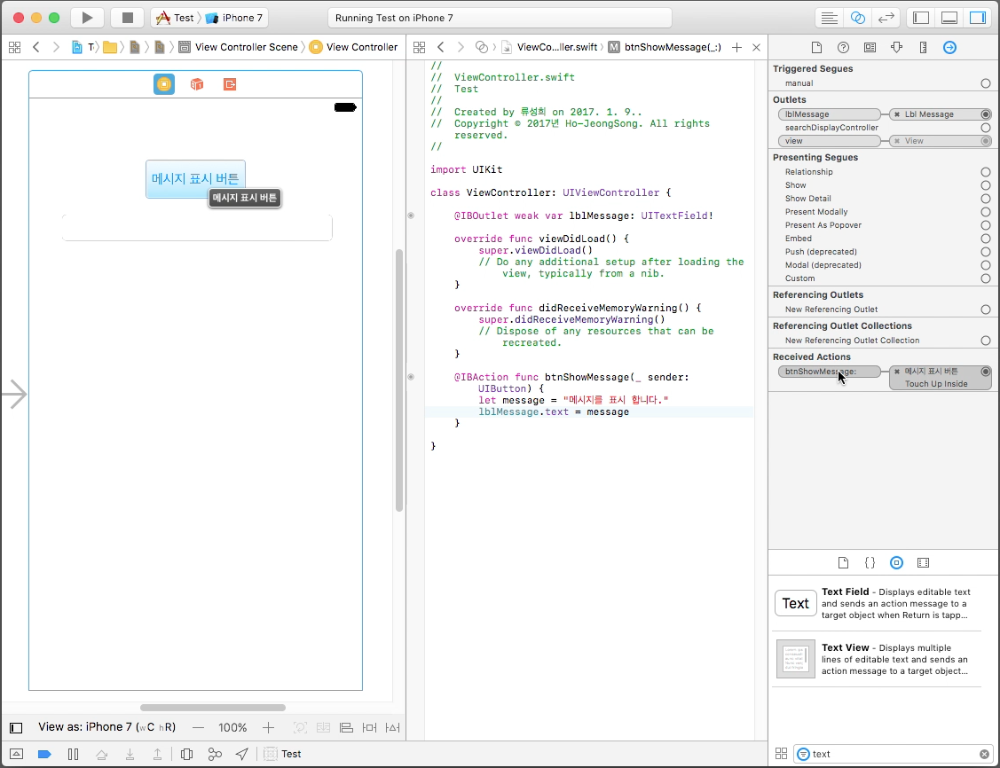 Test
iPhone 7
Running Test on iPhone 7
T
View Controller Scene
View Controller
ViewCo...ller.swift
M
btnShowMessage(_:)
메시지 표시 버튼
메시지 표시 버튼
//
// ViewController.swift
// Test
//
// Created by 류성희 on 2017. 1. 9..
// Copyright © 2017년 Ho-JeongSong. All rights
reserved.
//
import UIKit
class ViewController: UIViewController {
@IBOutlet weak var lblMessage: UITextField!
override func viewDidLoad() {
super.viewDidLoad()
// Do any additional setup after loading the
view, typically from a nib.
}
override func didReceiveMemoryWarning() {
super.didReceiveMemoryWarning()
// Dispose of any resources that can be
recreated.
}
@IBAction func btnShowMessage(_ sender:
UIButton) {
let message = "메시지를 표시 합니다."
lblMessage.text = message
}
}
Triggered Segues
manual
Outlets
lblMessage
Lbl Message
searchDisplayController
view
View
Presenting Segues
Relationship
Show
Show Detail
Present Modally
Present As Popover
Embed
Push (deprecated)
Modal (deprecated)
Custom
Referencing Outlets
New Referencing Outlet
Referencing Outlet Collections
New Referencing Outlet Collection
Received Actions
btnShowMessage:
메시지 표시 버튼
Touch Up Inside
Text
Text Field - Displays editable text
and sends an action message to a
target object when Return is tapp...
Text View - Displays multiple
lines of editable text and sends an
action message to a target object...
View as: iPhone 7 (wC hR)
100%
Test
text